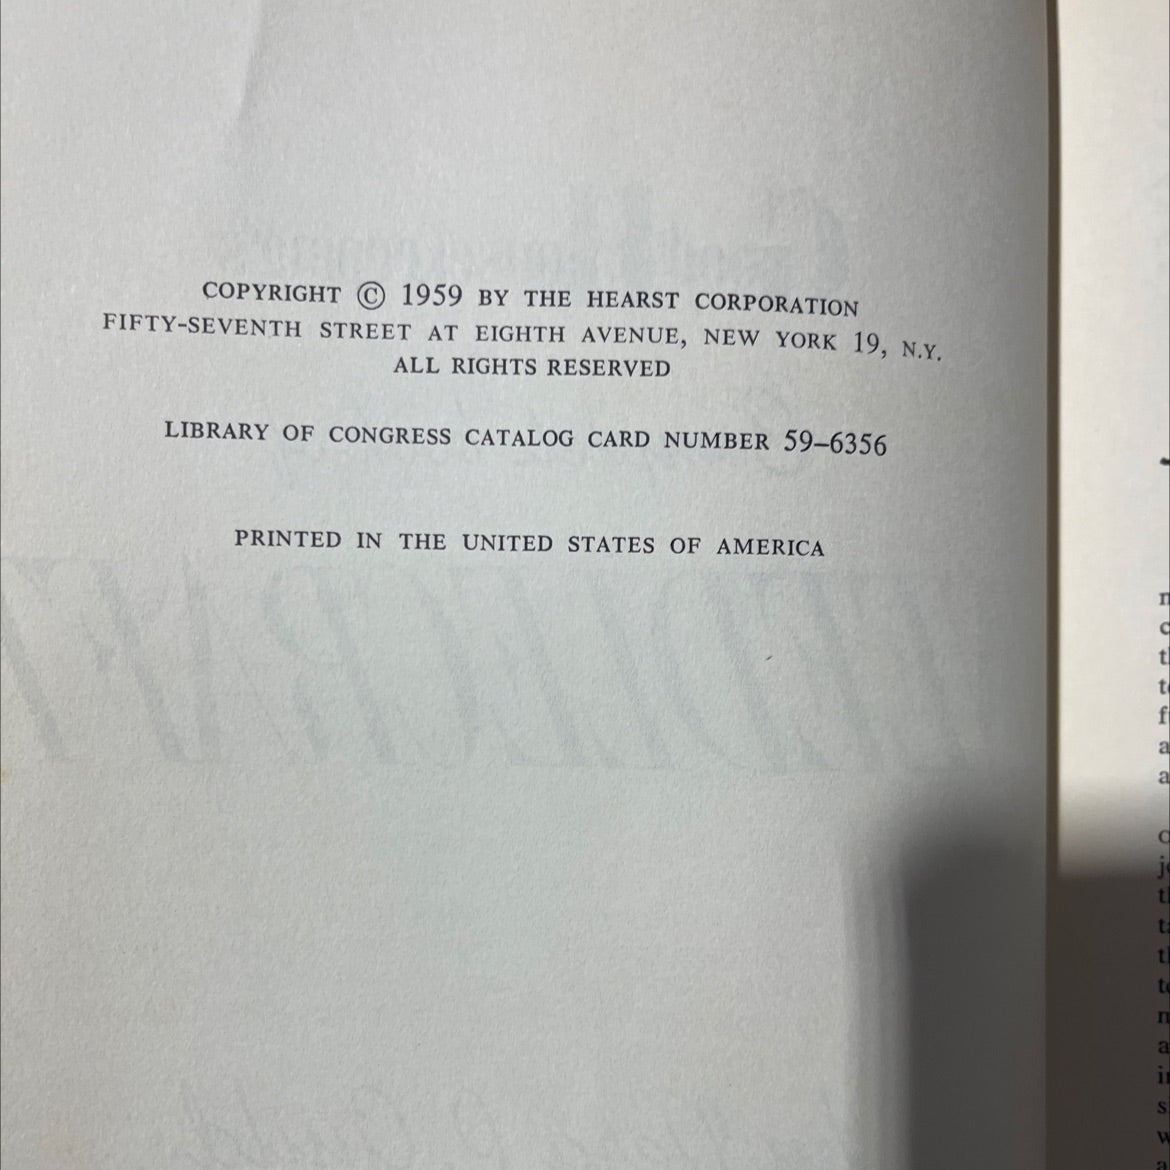 COPYRIGHT © 1959 BY THE HEARST CORPORATION
FIFTY-SEVENTH STREET AT EIGHTH AVENUE, NEW YORK 19, N.Y.
ALL RIGHTS RESERVED
LIBRARY OF CONGRESS CATALOG CARD NUMBER 59–6356
PRINTED IN THE UNITED STATES OF AMERICA